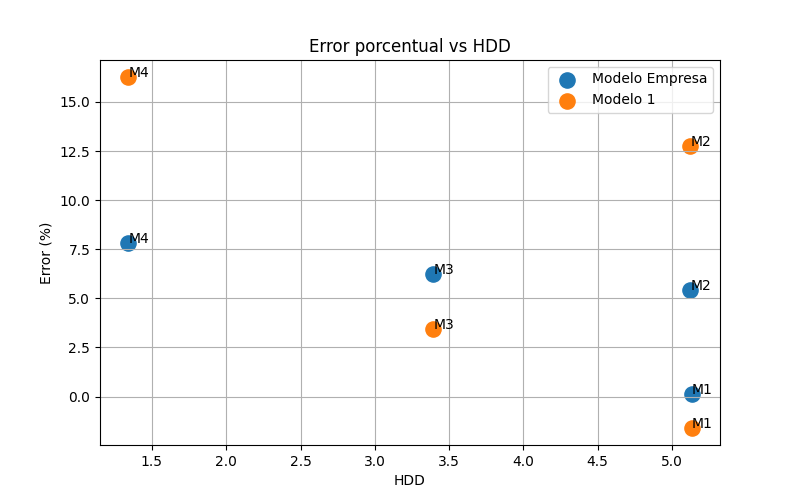 Error porcentual vs HDD
Modelo Empresa
Modelo 1
M4
M2
M4
M3
M2
M3
M1
M1
15.0
12.5
10.0
7.5
5.0
2.5
0.0
Error (%)
1.5 2.0 2.5 3.0 3.5 4.0 4.5 5.0
HDD